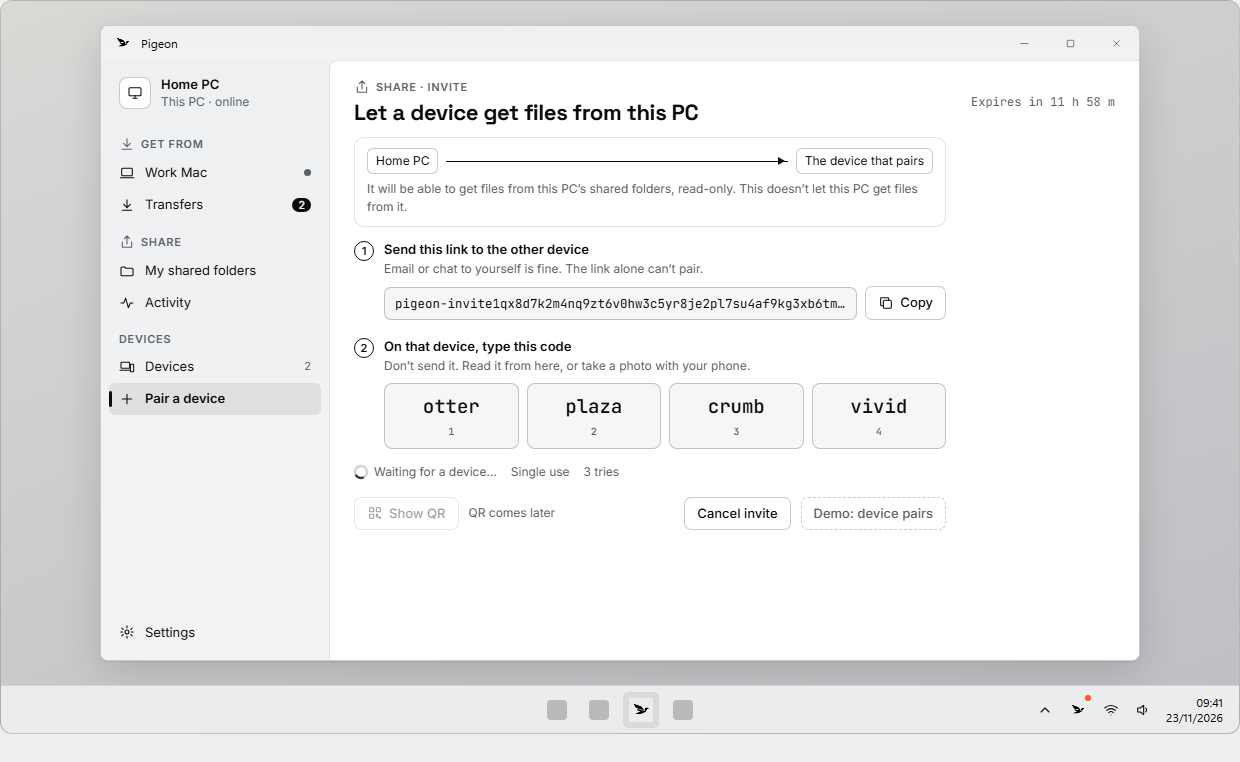 Pigeon
Home PC
This PC · online
GET FROM
Work Mac
Transfers 2
SHARE
My shared folders
Activity
DEVICES
Devices 2
Pair a device
Settings
SHARE · INVITE
Let a device get files from this PC
Expires in 11 h 58 m
Home PC The device that pairs
It will be able to get files from this PC's shared folders, read-only. This doesn't let this PC get files
from it.
1 Send this link to the other device
Email or chat to yourself is fine. The link alone can't pair.
pigeon-invite1qx8d7k2m4nq9zt6v0hw3c5yr8je2pl7su4af9kg3xb6tm… Copy
2 On that device, type this code
Don't send it. Read it from here, or take a photo with your phone.
otter plaza crumb vivid
1 2 3 4
Waiting for a device… Single use 3 tries
Show QR QR comes later Cancel invite Demo: device pairs
09:41
23/11/2026